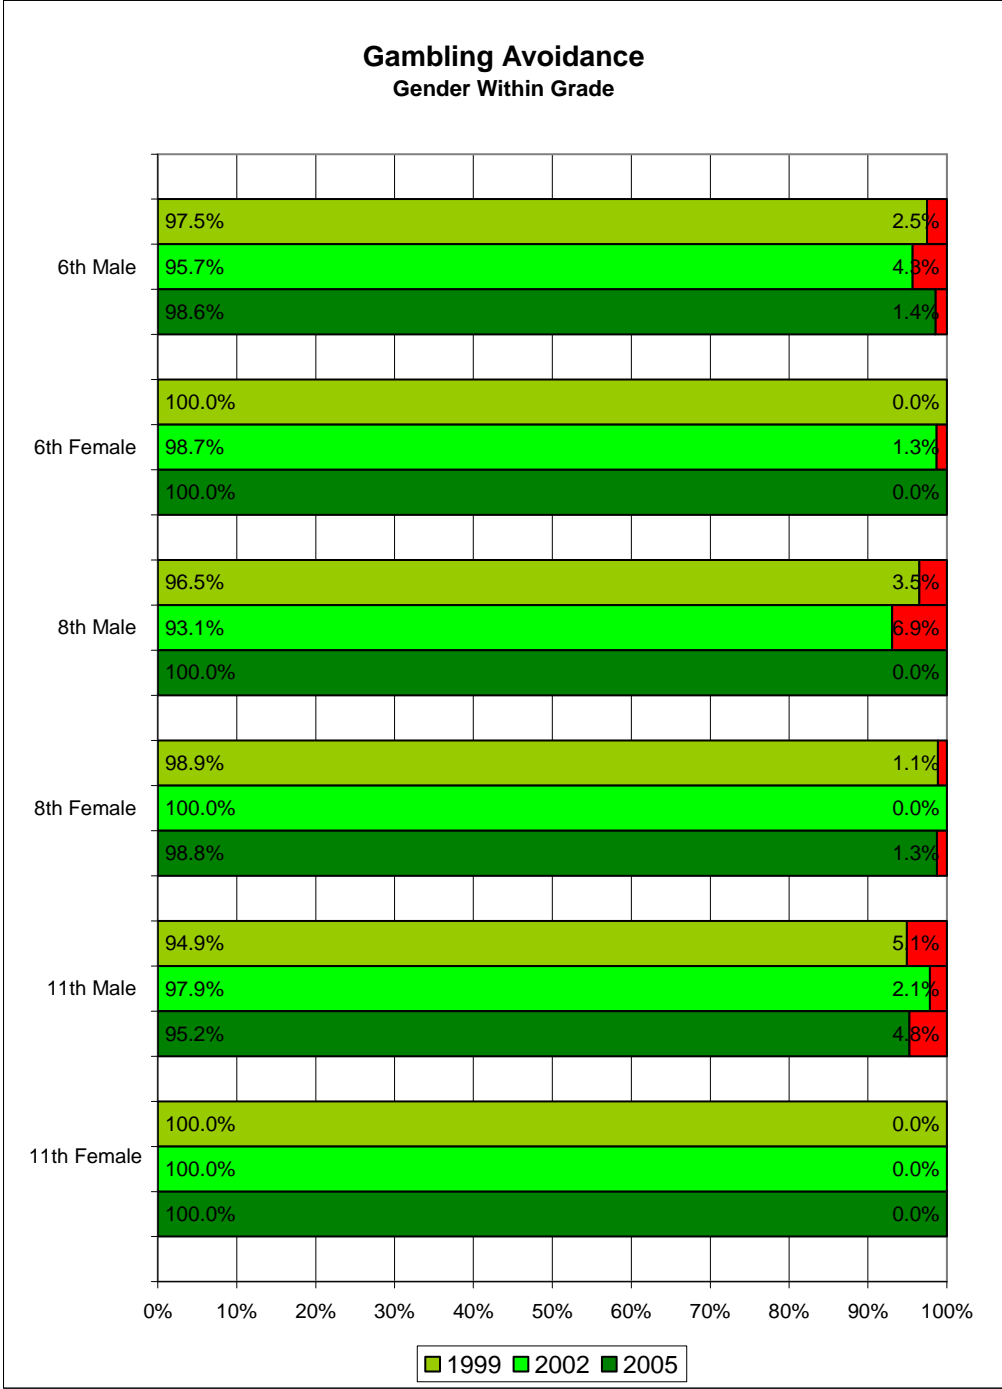 Gambling Avoidance
Gender Within Grade
97.5% 2.5%
6th Male 95.7% 4.3%
98.6% 1.4%
100.0% 0.0%
6th Female 98.7% 1.3%
100.0% 0.0%
96.5% 3.5%
8th Male 93.1% 6.9%
100.0% 0.0%
98.9% 1.1%
8th Female 100.0% 0.0%
98.8% 1.3%
94.9% 5.1%
11th Male 97.9% 2.1%
95.2% 4.8%
100.0% 0.0%
11th Female 100.0% 0.0%
100.0% 0.0%
0% 10% 20% 30% 40% 50% 60% 70% 80% 90% 100%
1999 2002 2005